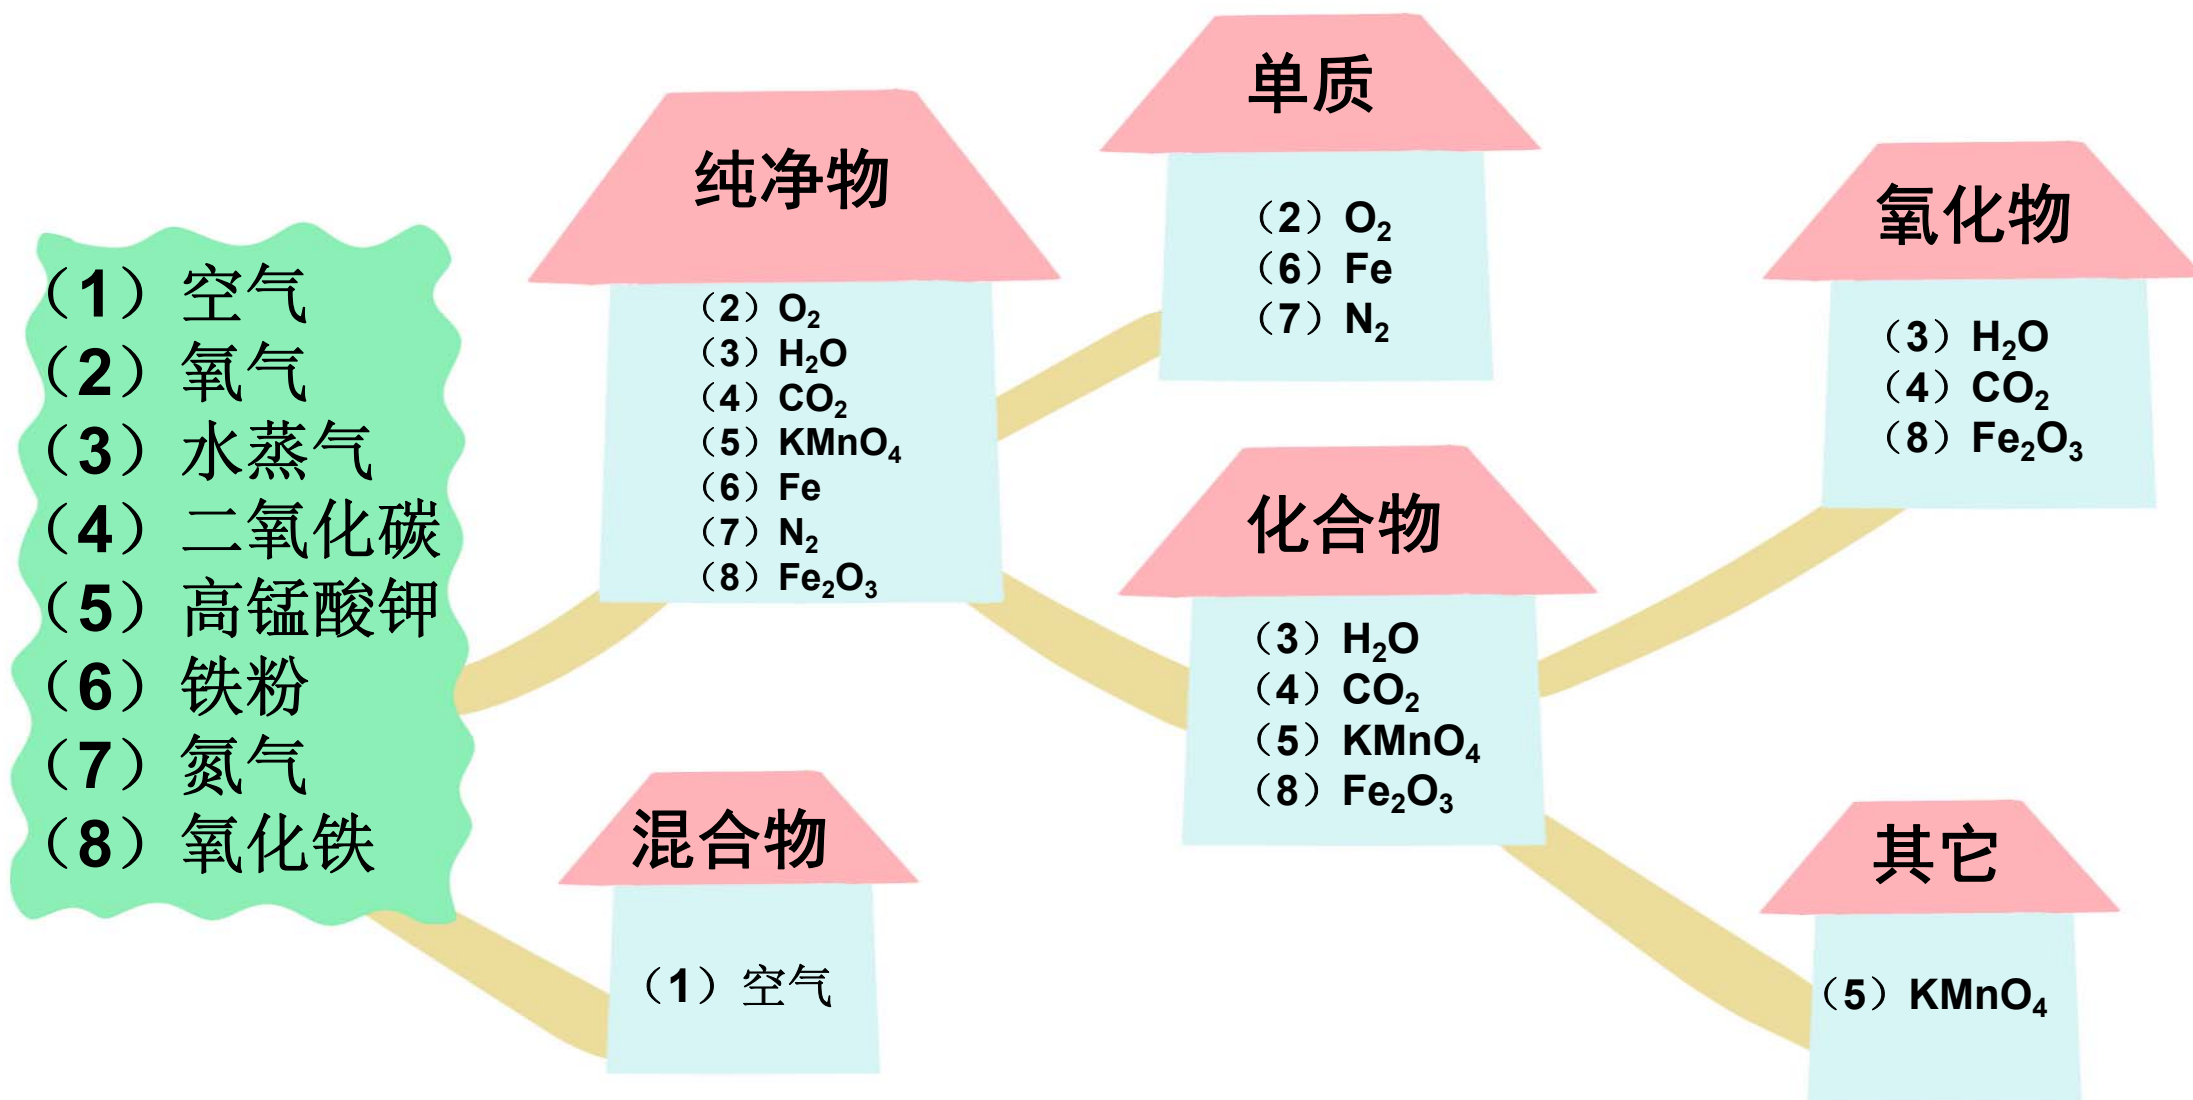 (1)空气
(2)氧气
(3)水蒸气
(4)二氧化碳
(5)高锰酸钾
(6)铁粉
(7)氮气
(8)氧化铁
纯净物
(2)O₂
(3)H₂O
(4)CO₂
(5)KMnO₄
(6)Fe
(7)N₂
(8)Fe₂O₃
混合物
(1)空气
单质
(2)O₂
(6)Fe
(7)N₂
化合物
(3)H₂O
(4)CO₂
(5)KMnO₄
(8)Fe₂O₃
氧化物
(3)H₂O
(4)CO₂
(8)Fe₂O₃
其它
(5)KMnO₄